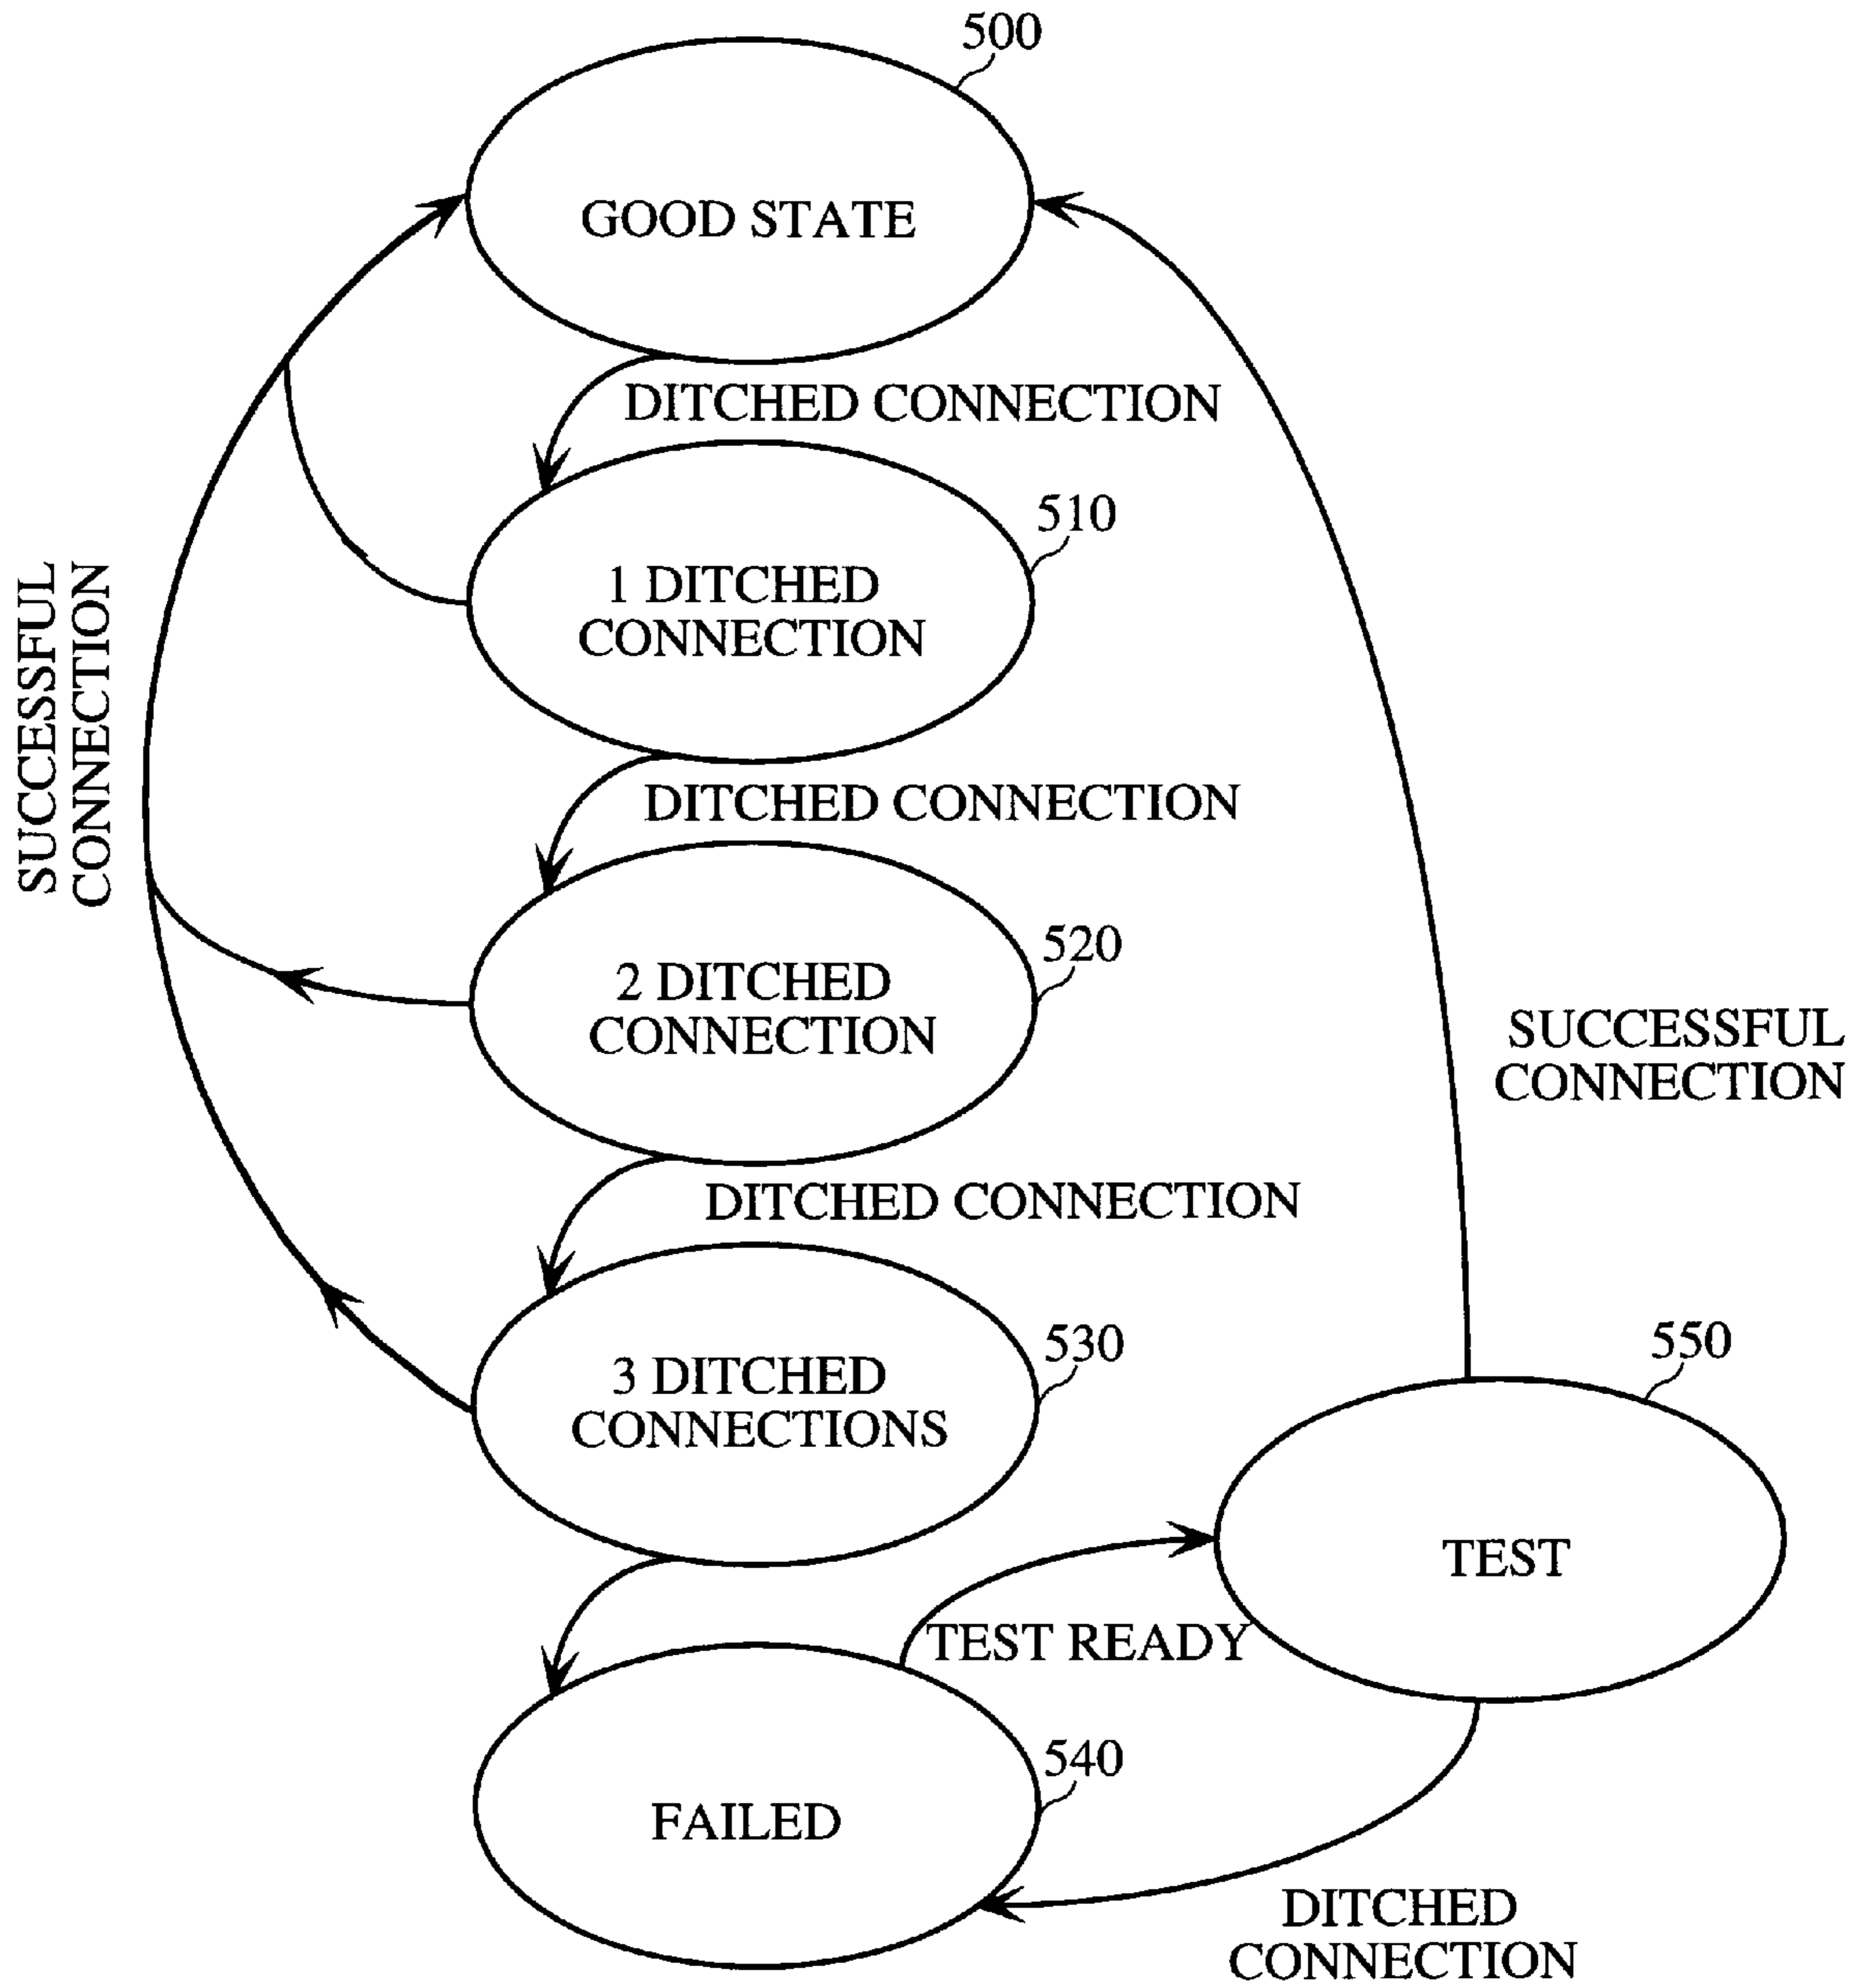 500
GOOD STATE
DITCHED CONNECTION
510
1 DITCHED
CONNECTION
SUCCESSFUL
CONNECTION
DITCHED CONNECTION
520
2 DITCHED
CONNECTION
SUCCESSFUL
CONNECTION
DITCHED CONNECTION
530
3 DITCHED
CONNECTIONS
550
TEST
TEST READY
540
FAILED
DITCHED
CONNECTION